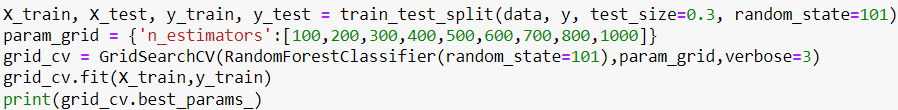 X_train, X_test, y_train, y_test = train_test_split(data, y, test_size=0.3, random_state=101)
param_grid = {'n_estimators':[100,200,300,400,500,600,700,800,1000]}
grid_cv = GridSearchCV(RandomForestClassifier(random_state=101),param_grid,verbose=3)
grid_cv.fit(X_train,y_train)
print(grid_cv.best_params_)